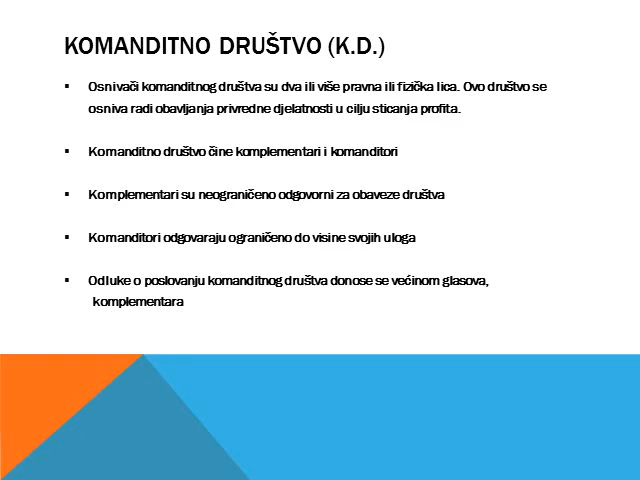 KOMANDITNO DRUŠTVO (K.D.)
▪ Osnivači komanditnog društva su dva ili više pravna ili fizička lica. Ovo društvo se
osniva radi obavljanja privredne djelatnosti u cilju sticanja profita.
▪ Komanditno društvo čine komplementari i komanditori
▪ Komplementari su neograničeno odgovorni za obaveze društva
▪ Komanditori odgovaraju ograničeno do visine svojih uloga
▪ Odluke o poslovanju komanditnog društva donose se većinom glasova,
komplementara